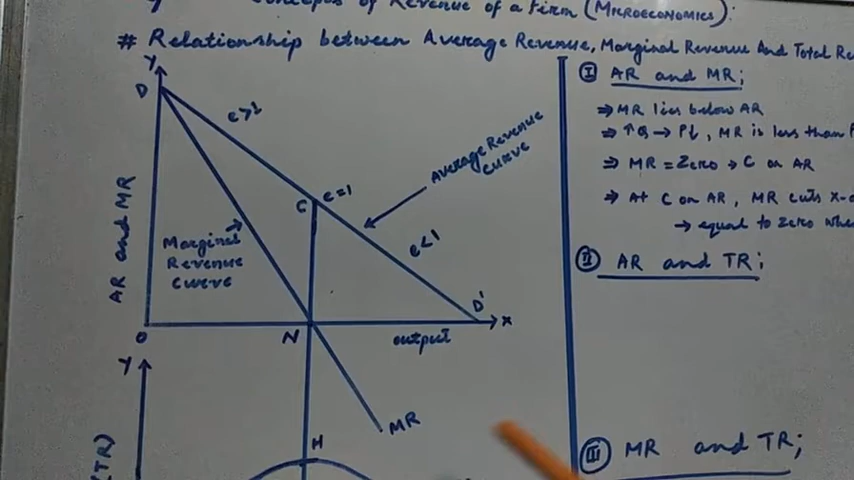 Concepts of Revenue of a Firm (MICROECONOMICS):
# Relationship between Average Revenue, Marginal Revenue And Total Re
Y
D
e>1
AR and MR
Marginal
Revenue
curve
C e=1
Average Revenue
curve
e<1
D'
O
N
output
X
MR
Y
H
(TR)
I AR and MR;
⇒ MR lies below AR
⇒ ↑Q → P↓, MR is less than P
⇒ MR = Zero → C on AR
⇒ At C on AR, MR cuts X-a
→ equal to zero whe
II AR and TR;
III MR and TR;